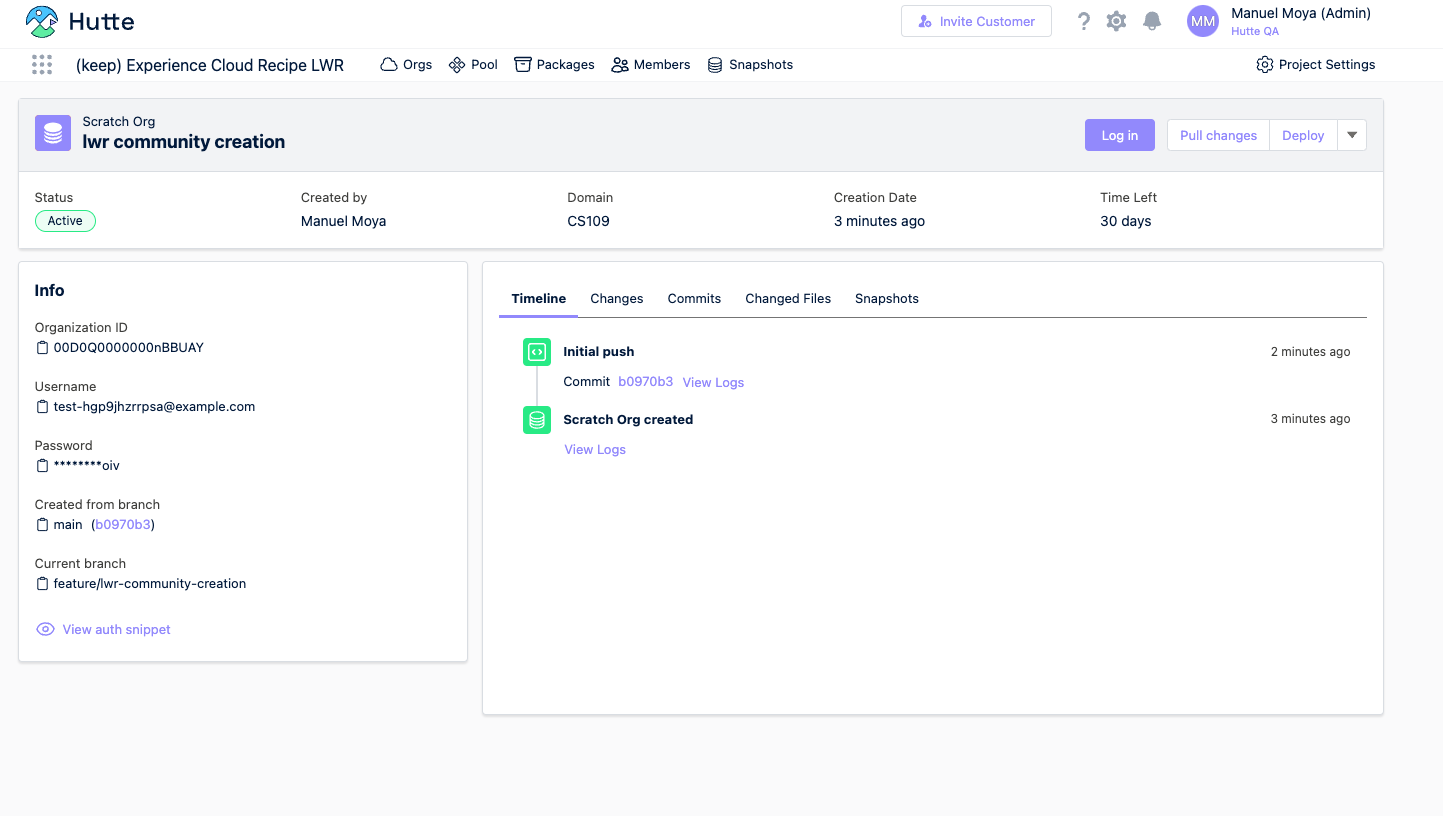 Hutte
Invite Customer
?
MM
Manuel Moya (Admin)
Hutte QA
(keep) Experience Cloud Recipe LWR
Orgs
Pool
Packages
Members
Snapshots
Project Settings
Scratch Org
lwr community creation
Log in
Pull changes
Deploy
Status
Active
Created by
Manuel Moya
Domain
CS109
Creation Date
3 minutes ago
Time Left
30 days
Info
Organization ID
00D0Q0000000nBBUAY
Username
test-hgp9jhzrrpsa@example.com
Password
********oiv
Created from branch
main (b0970b3)
Current branch
feature/lwr-community-creation
View auth snippet
Timeline
Changes
Commits
Changed Files
Snapshots
Initial push
2 minutes ago
Commit b0970b3 View Logs
Scratch Org created
3 minutes ago
View Logs